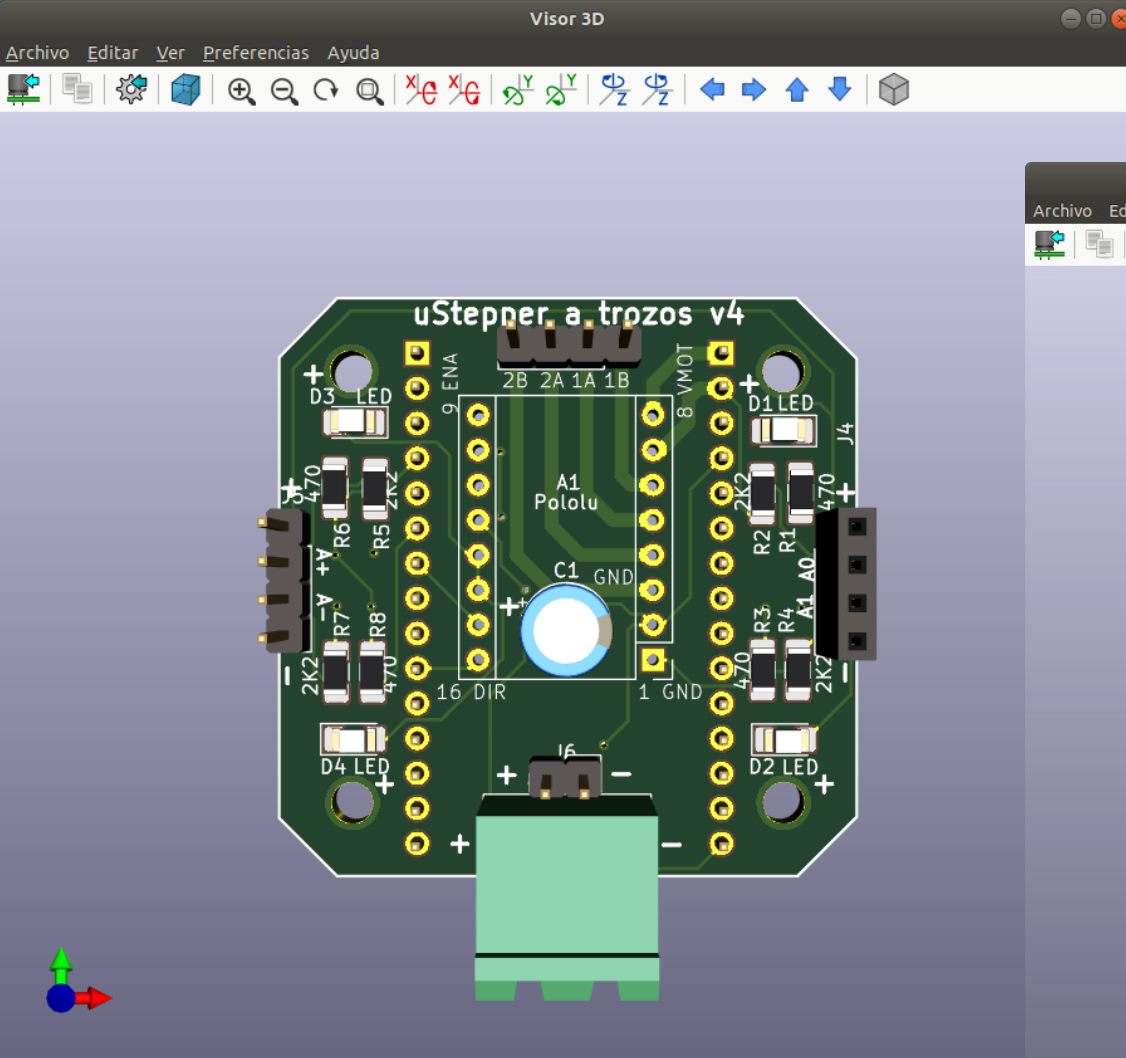 Visor 3D
Archivo Editar Ver Preferencias Ayuda
X X Y Y Z Z
Archivo Ed
uStepper a trozos v4
9 ENA
2B 2A 1A 1B
8 VMOT
+
D3 LED
+
D1 LED
J4
+
J5
470
2K2
R6
R5
A1
Pololu
2K2
470
+
R2
R1
A+
A-
C1
GND
+
+
A0
A1
R7
R8
2K2
470
-
R3
R4
470
2K2
-
16 DIR
1 GND
D4 LED
+
J6
+ -
D2 LED
+
+ -